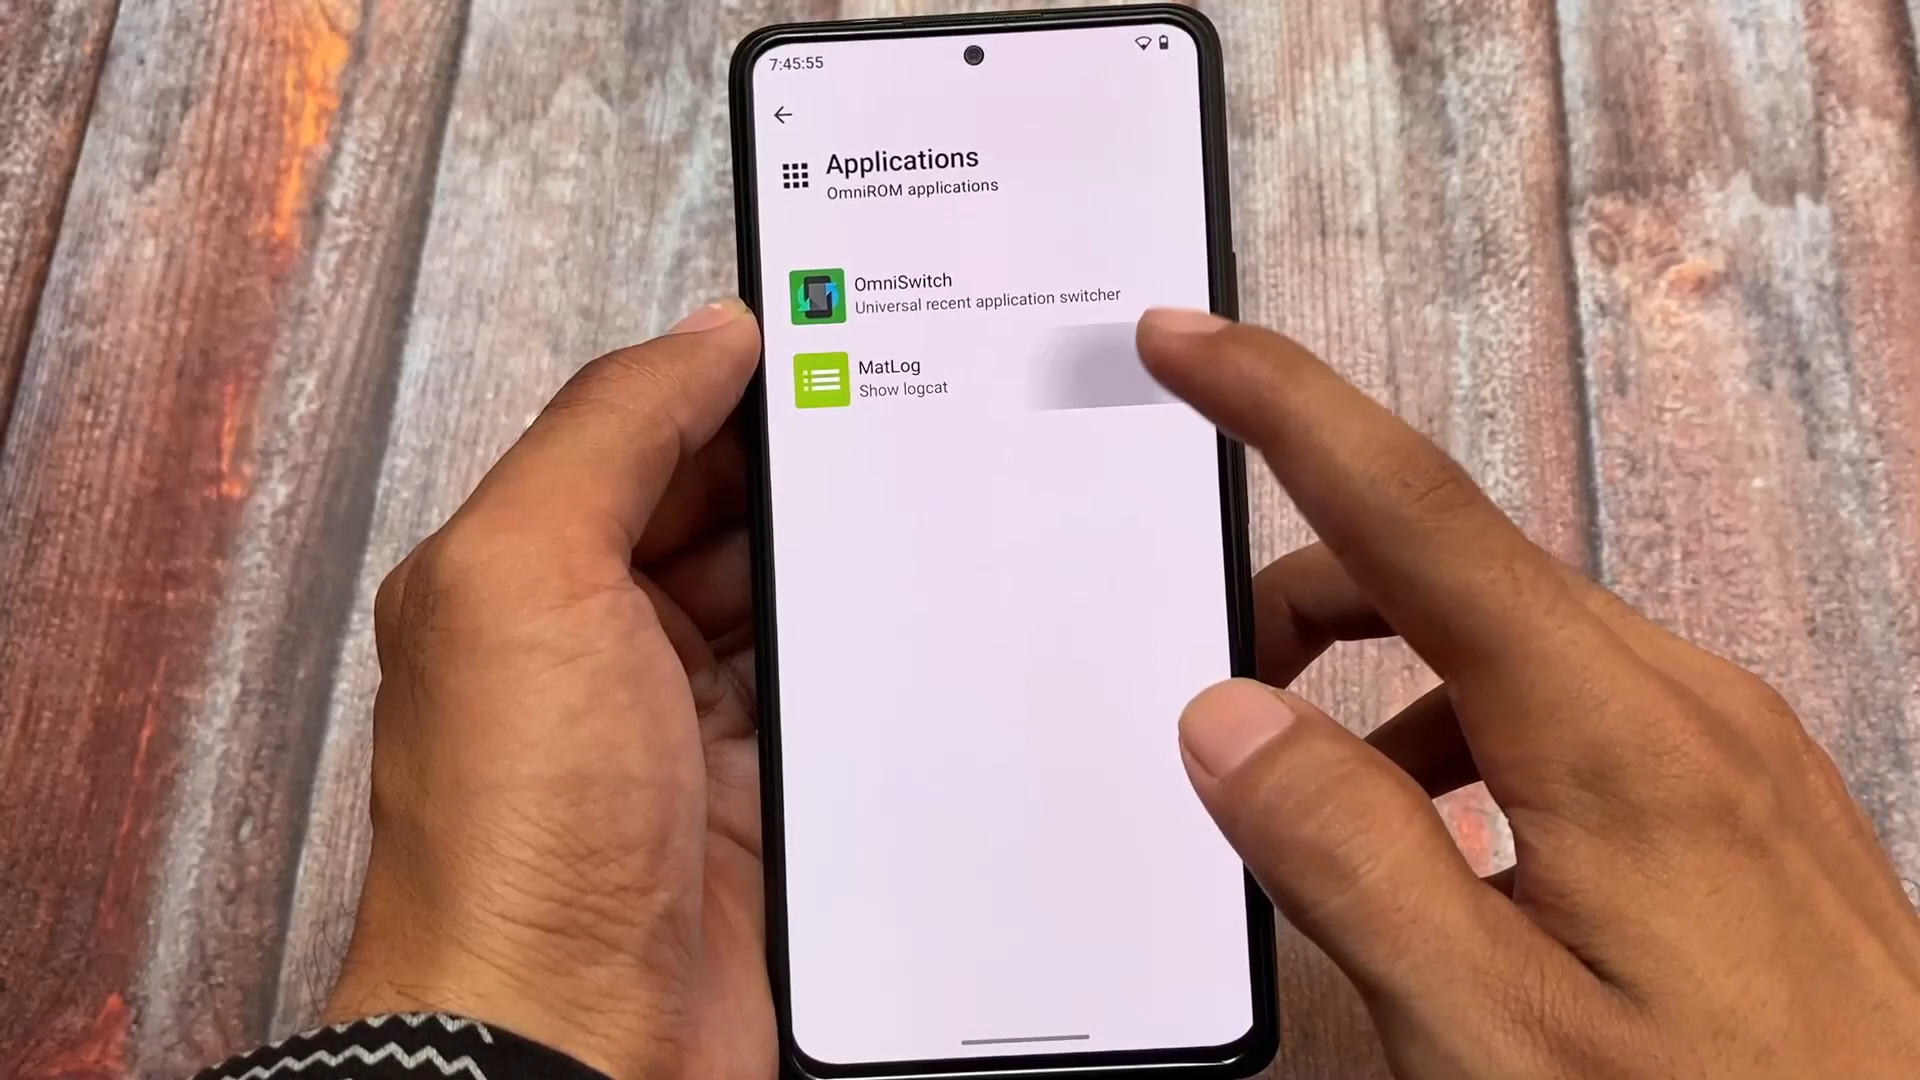 7:45:55
Applications
OmniROM applications
OmniSwitch
Universal recent application switcher
MatLog
Show logcat